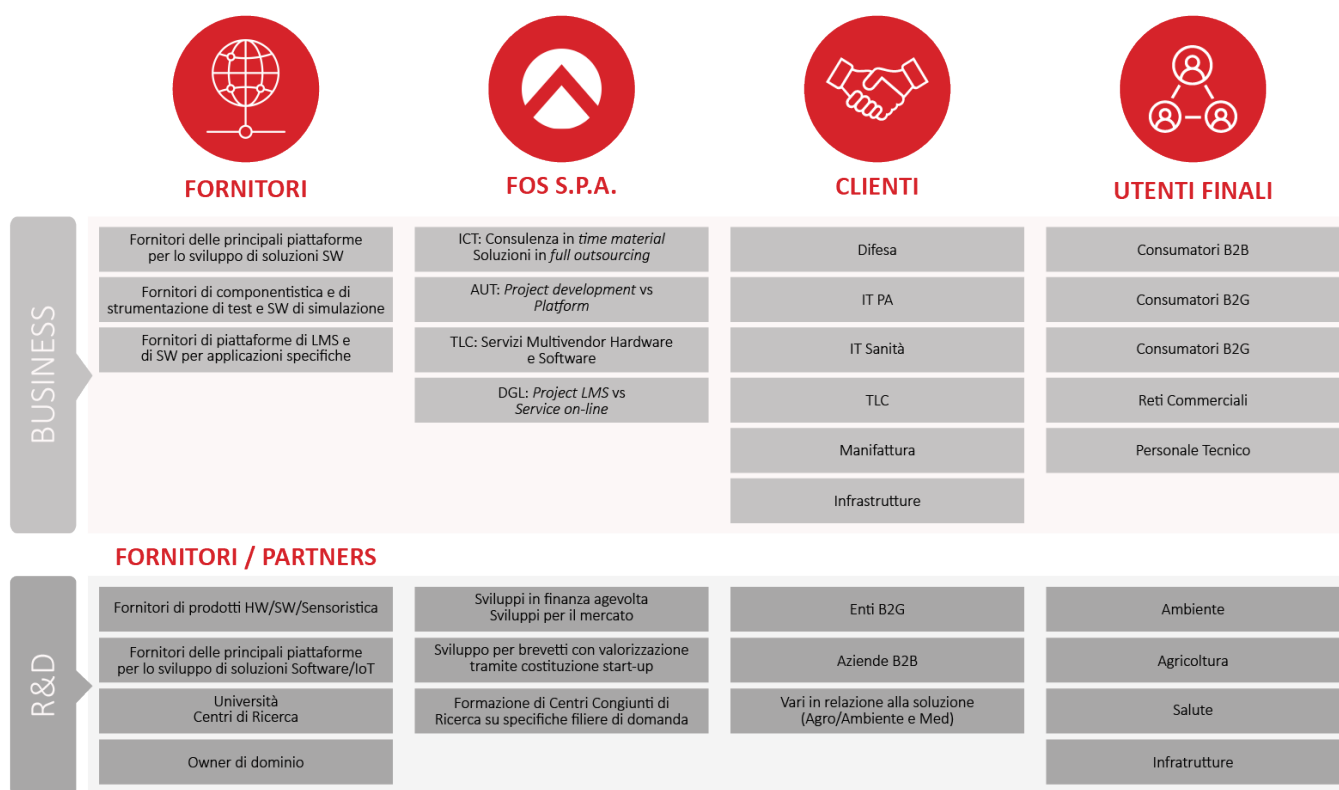 FORNITORI
FOS S.P.A.
CLIENTI
UTENTI FINALI
BUSINESS
Fornitori delle principali piattaforme
per lo sviluppo di soluzioni SW
Fornitori di componentistica e di
strumentazione di test e SW di simulazione
Fornitori di piattaforme di LMS e
di SW per applicazioni specifiche
ICT: Consulenza in time material
Soluzioni in full outsourcing
AUT: Project development vs
Platform
TLC: Servizi Multivendor Hardware
e Software
DGL: Project LMS vs
Service on-line
Difesa
IT PA
IT Sanità
TLC
Manifattura
Infrastrutture
Consumatori B2B
Consumatori B2G
Consumatori B2G
Reti Commerciali
Personale Tecnico
FORNITORI / PARTNERS
R&D
Fornitori di prodotti HW/SW/Sensoristica
Fornitori delle principali piattaforme
per lo sviluppo di soluzioni Software/IoT
Università
Centri di Ricerca
Owner di dominio
Sviluppi in finanza agevolta
Sviluppi per il mercato
Sviluppo per brevetti con valorizzazione
tramite costituzione start-up
Formazione di Centri Congiunti di
Ricerca su specifiche filiere di domanda
Enti B2G
Aziende B2B
Vari in relazione alla soluzione
(Agro/Ambiente e Med)
Ambiente
Agricoltura
Salute
Infratrutture